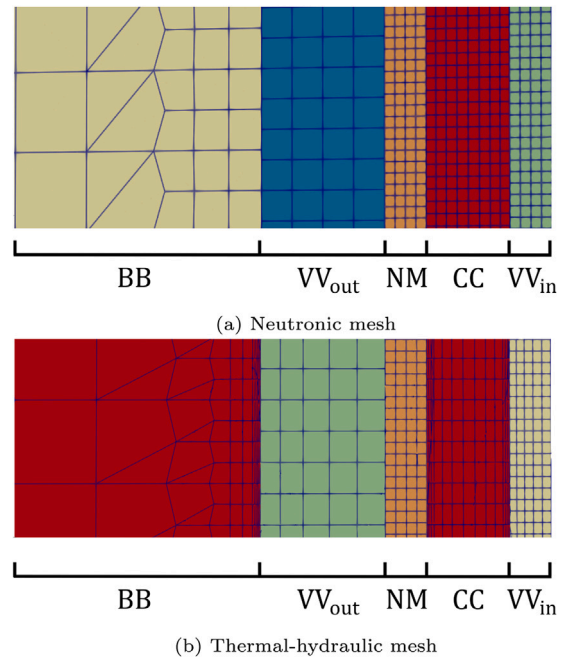 BB VVout NM CC VVin
(a) Neutronic mesh
BB VVout NM CC VVin
(b) Thermal-hydraulic mesh